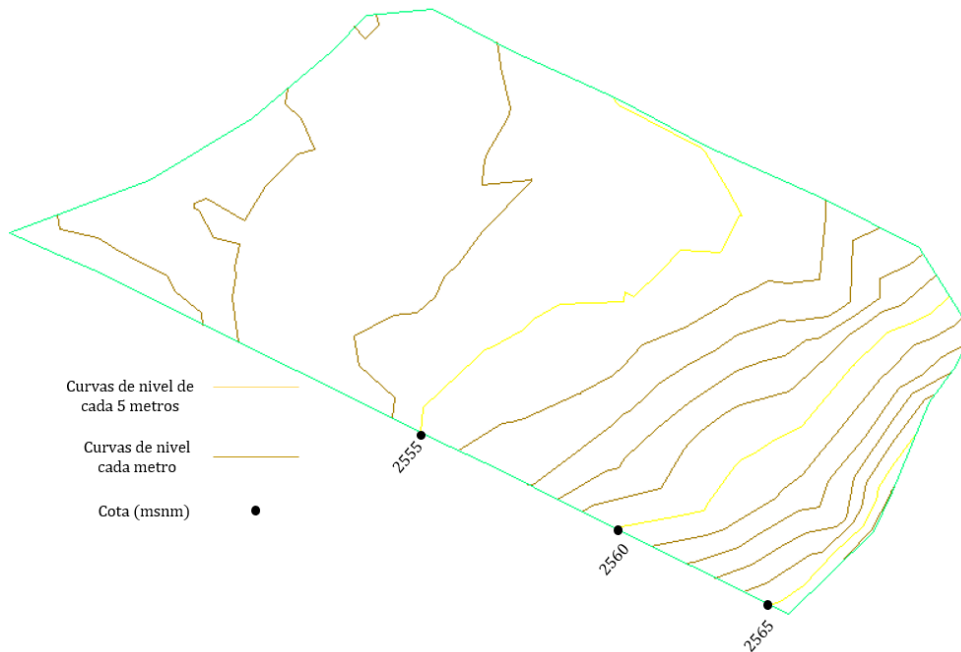 Curvas de nivel de
cada 5 metros
Curvas de nivel
cada metro
Cota (msnm)
2555
2560
2565